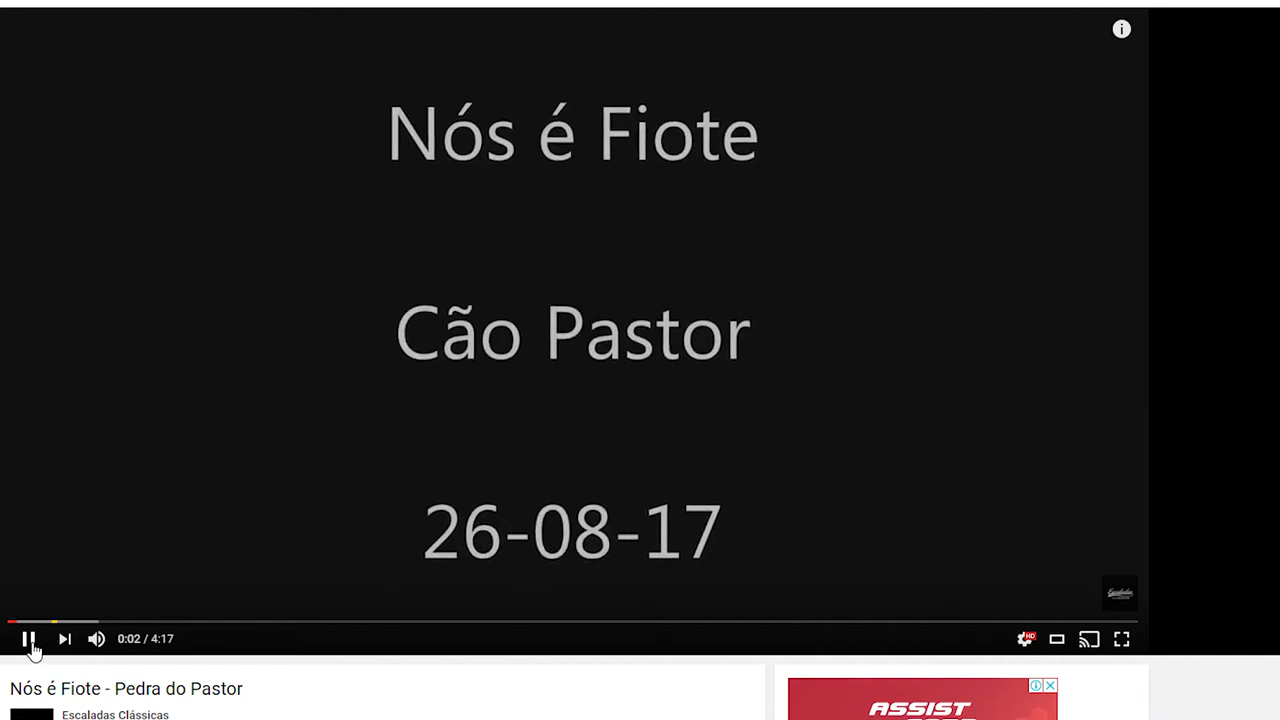 i
Nós é Fiote
Cão Pastor
26-08-17
0:02 / 4:17
HD
Nós é Fiote - Pedra do Pastor
Escaladas Clássicas
ASSIST